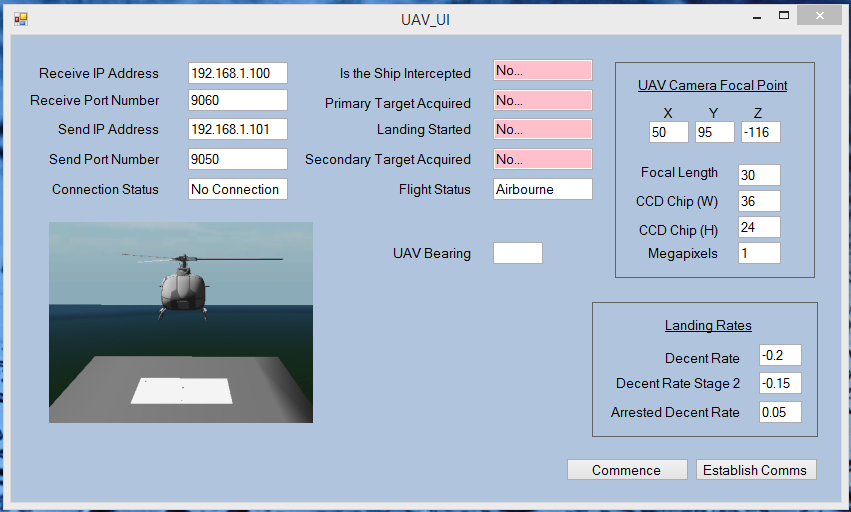 UAV_UI
Receive IP Address 192.168.1.100
Receive Port Number 9060
Send IP Address 192.168.1.101
Send Port Number 9050
Connection Status No Connection
Is the Ship Intercepted No...
Primary Target Acquired No...
Landing Started No...
Secondary Target Acquired No...
Flight Status Airbourne
UAV Bearing
UAV Camera Focal Point
X Y Z
50 95 -116
Focal Length 30
CCD Chip (W) 36
CCD Chip (H) 24
Megapixels 1
Landing Rates
Decent Rate -0.2
Decent Rate Stage 2 -0.15
Arrested Decent Rate 0.05
Commence Establish Comms